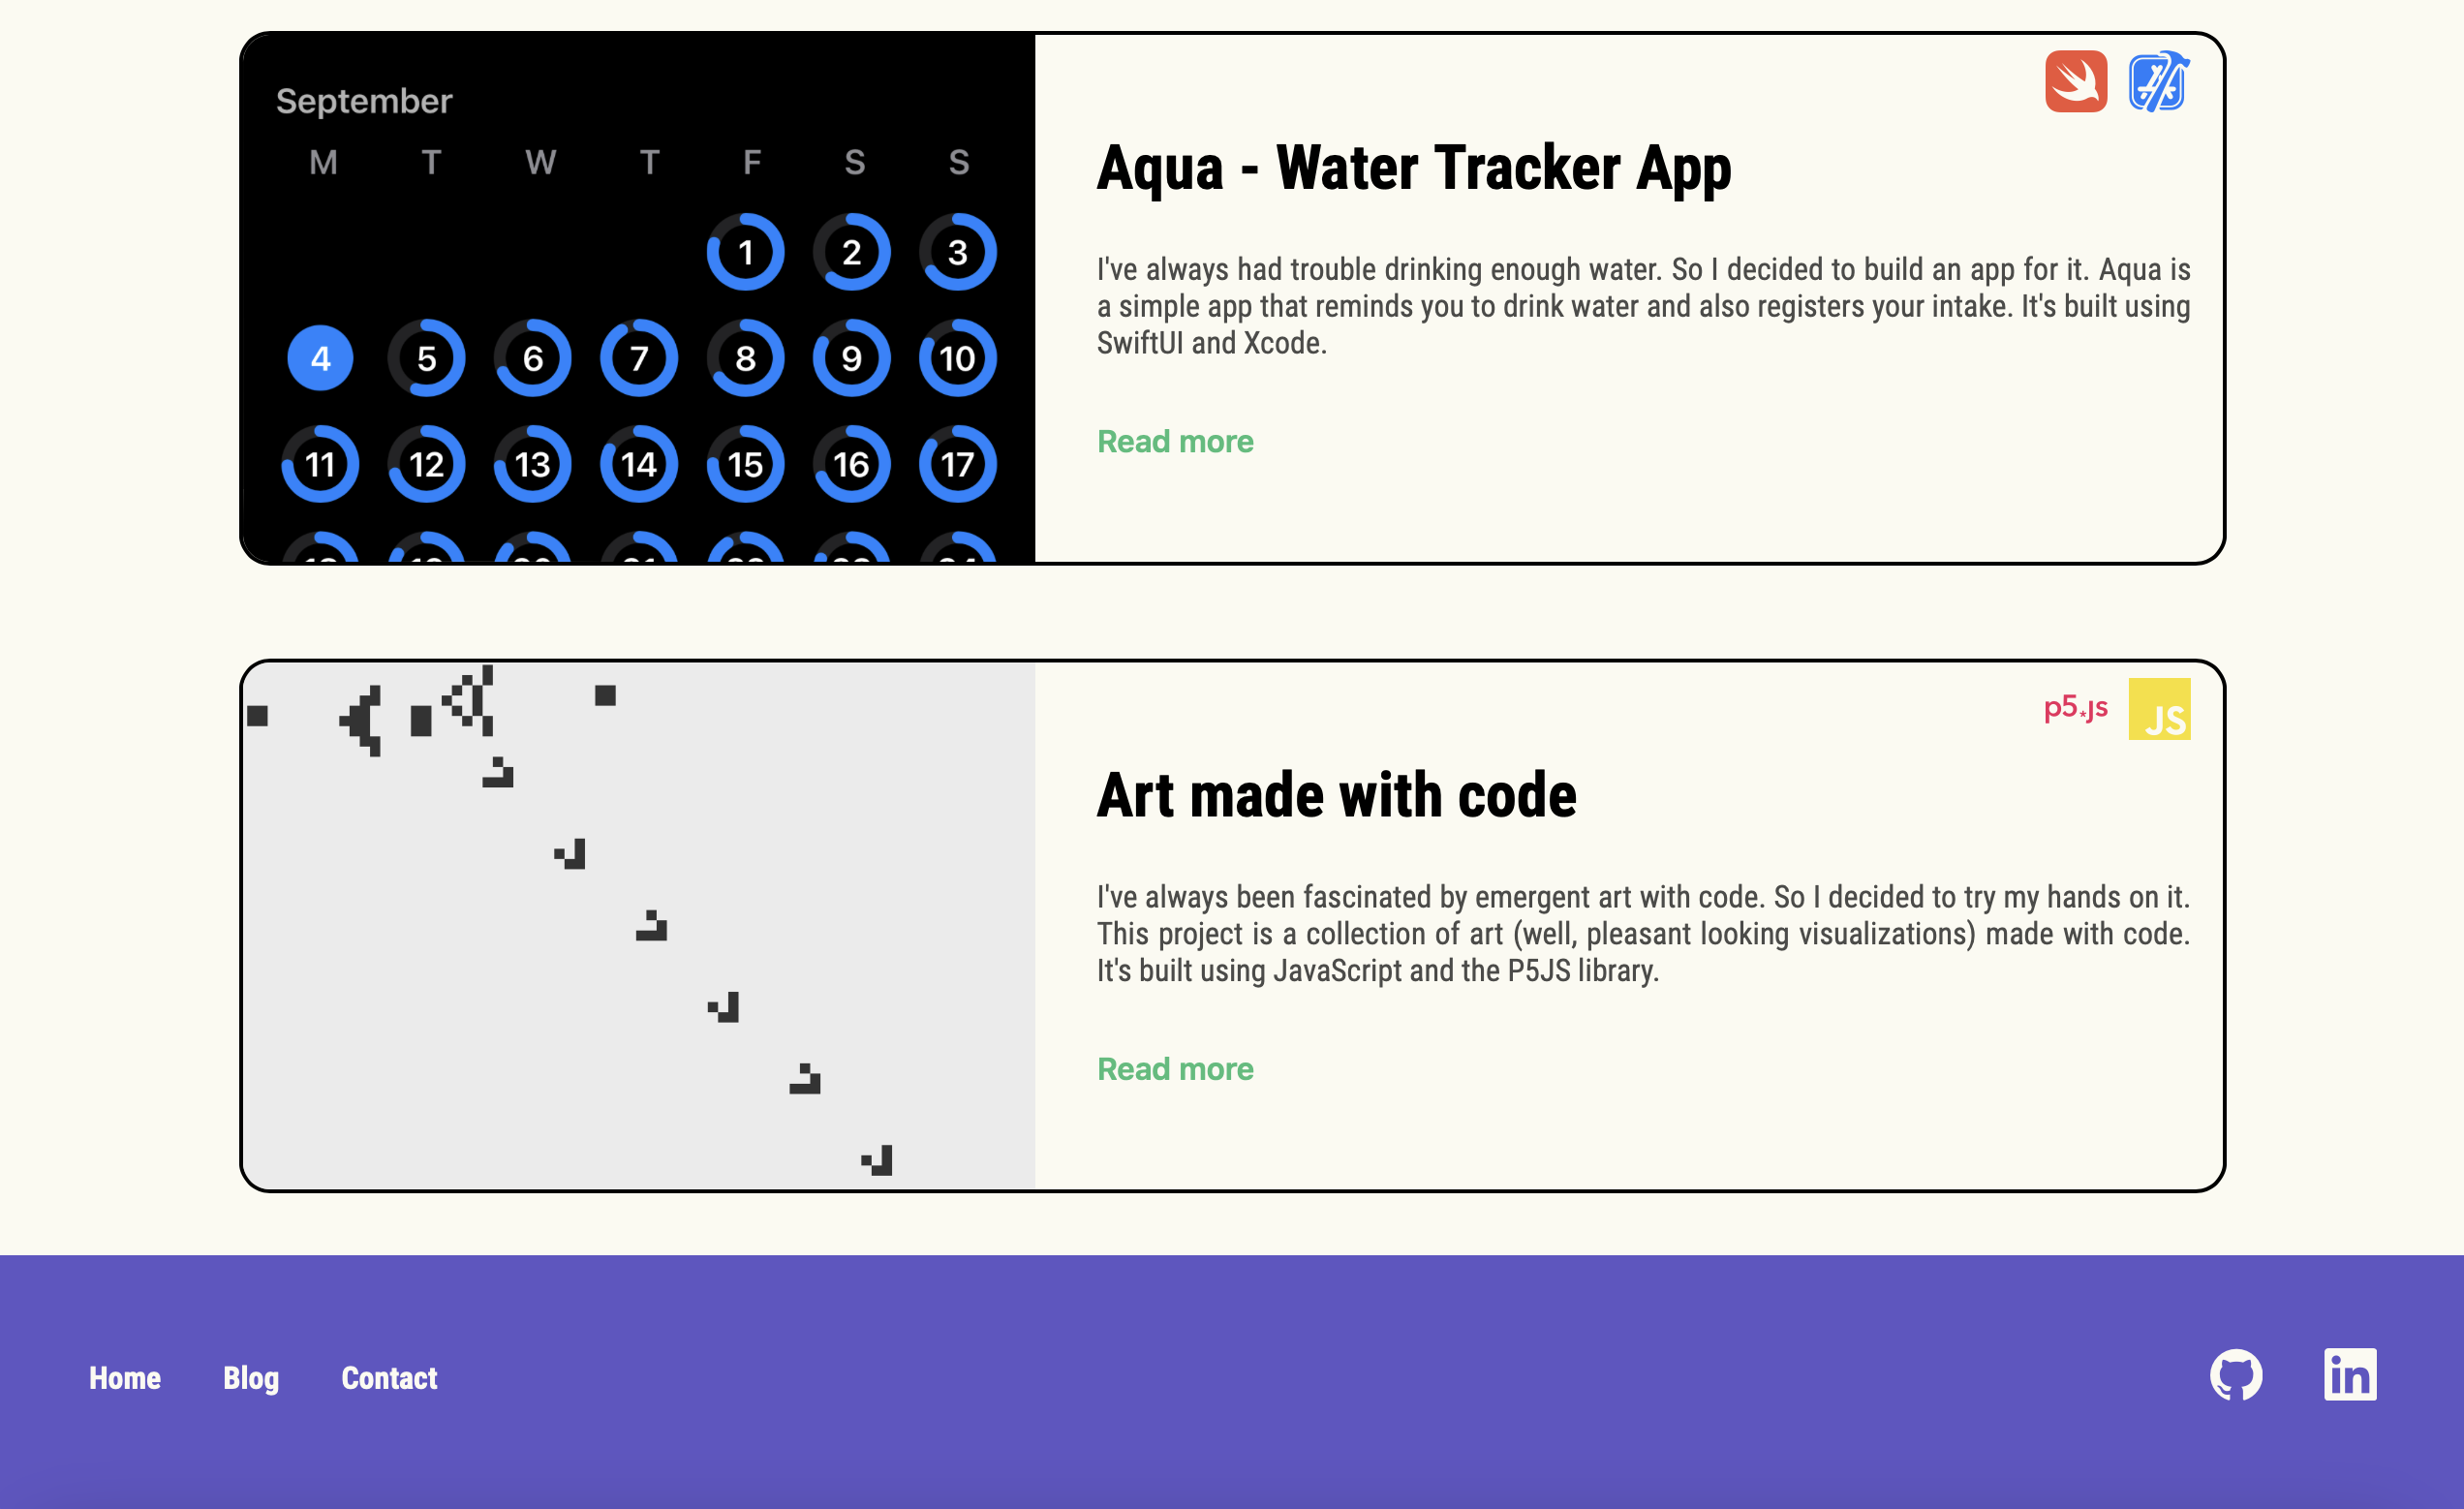 September
M T W T F S S
1 2 3
4 5 6 7 8 9 10
11 12 13 14 15 16 17
Aqua - Water Tracker App
I've always had trouble drinking enough water. So I decided to build an app for it. Aqua is
a simple app that reminds you to drink water and also registers your intake. It's built using
SwiftUI and Xcode.
Read more
p5*js
JS
Art made with code
I've always been fascinated by emergent art with code. So I decided to try my hands on it.
This project is a collection of art (well, pleasant looking visualizations) made with code.
It's built using JavaScript and the P5JS library.
Read more
Home Blog Contact
in